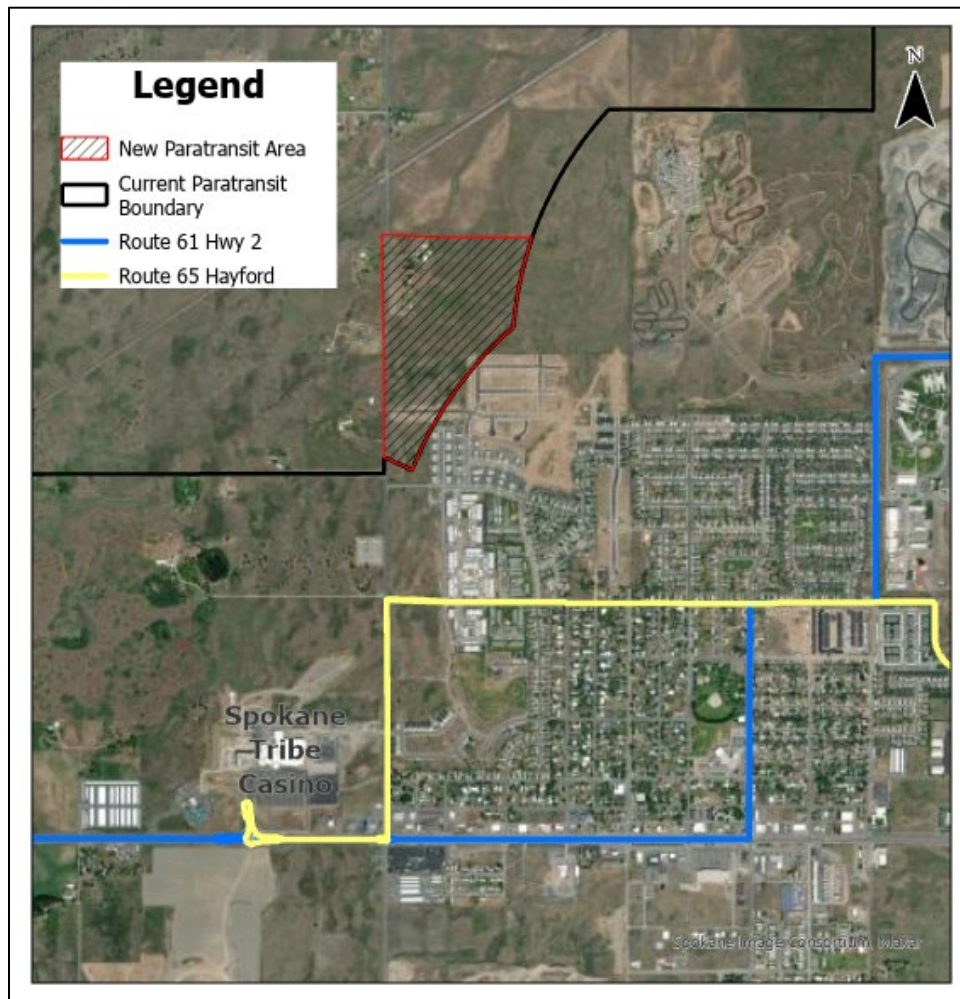 N
Legend
New Paratransit Area
Current Paratransit
Boundary
Route 61 Hwy 2
Route 65 Hayford
Spokane
Tribe
Casino
Spokane Image Consortium, Maxar